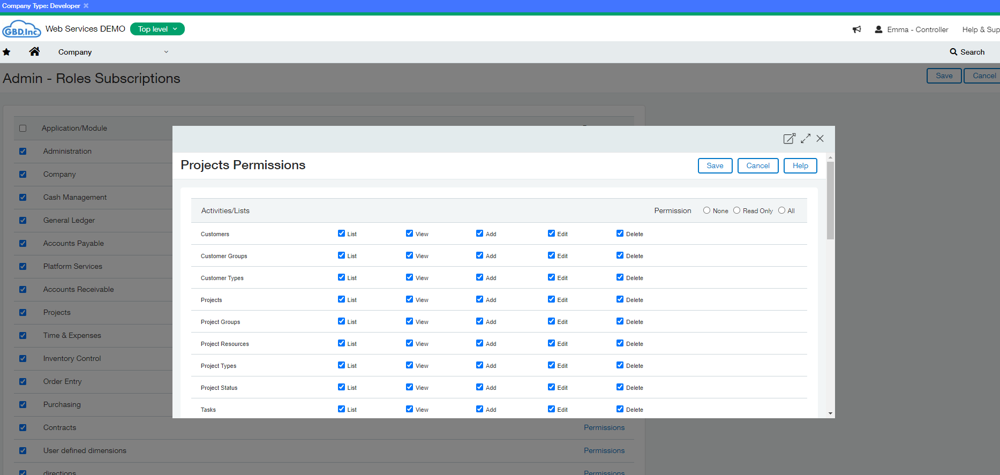 Company Type: Developer
GBD,Inc. Web Services DEMO Top level Emma - Controller Help & Sup
Company Search
Admin - Roles Subscriptions Save Cancel
Application/Module
Administration
Company
Cash Management
General Ledger
Accounts Payable
Platform Services
Accounts Receivable
Projects
Time & Expenses
Inventory Control
Order Entry
Purchasing
Contracts Permissions
User defined dimensions Permissions
directions Permissions
Projects Permissions Save Cancel Help
Activities/Lists Permission None Read Only All
Customers List View Add Edit Delete
Customer Groups List View Add Edit Delete
Customer Types List View Add Edit Delete
Projects List View Add Edit Delete
Project Groups List View Add Edit Delete
Project Resources List View Add Edit Delete
Project Types List View Add Edit Delete
Project Status List View Add Edit Delete
Tasks List View Add Edit Delete